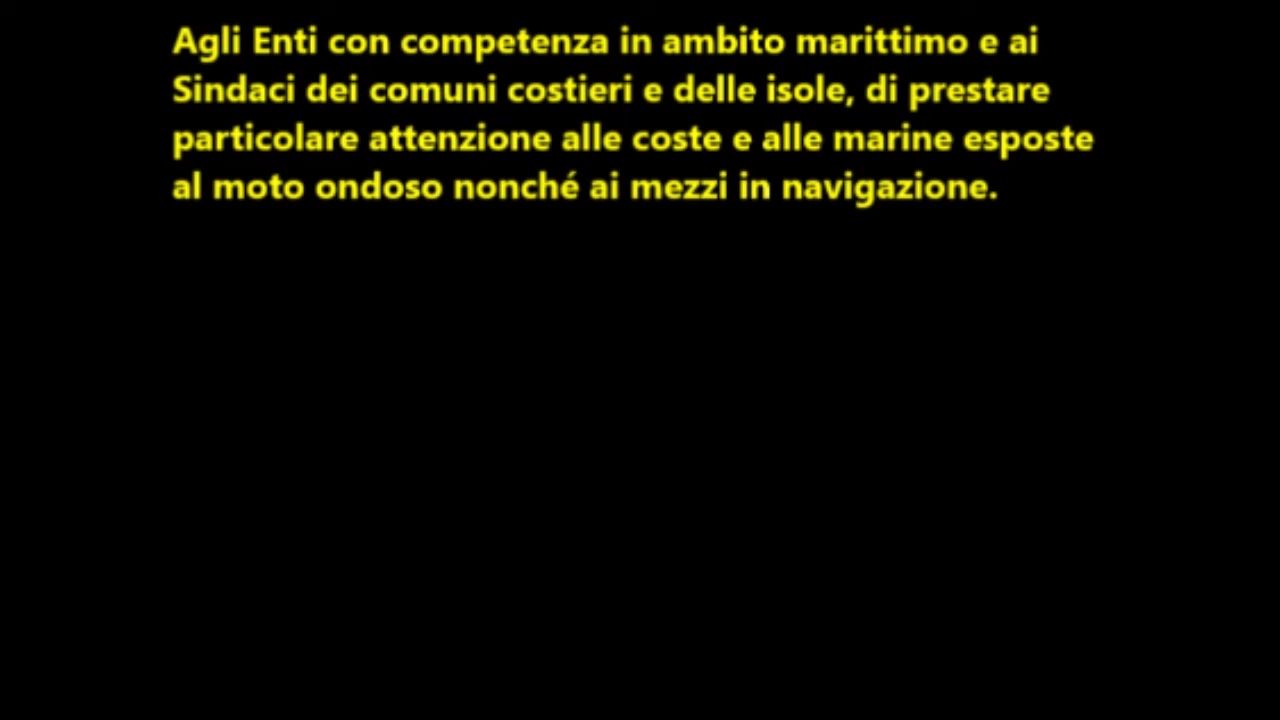 Agli Enti con competenza in ambito marittimo e ai
Sindaci dei comuni costieri e delle isole, di prestare
particolare attenzione alle coste e alle marine esposte
al moto ondoso nonché ai mezzi in navigazione.